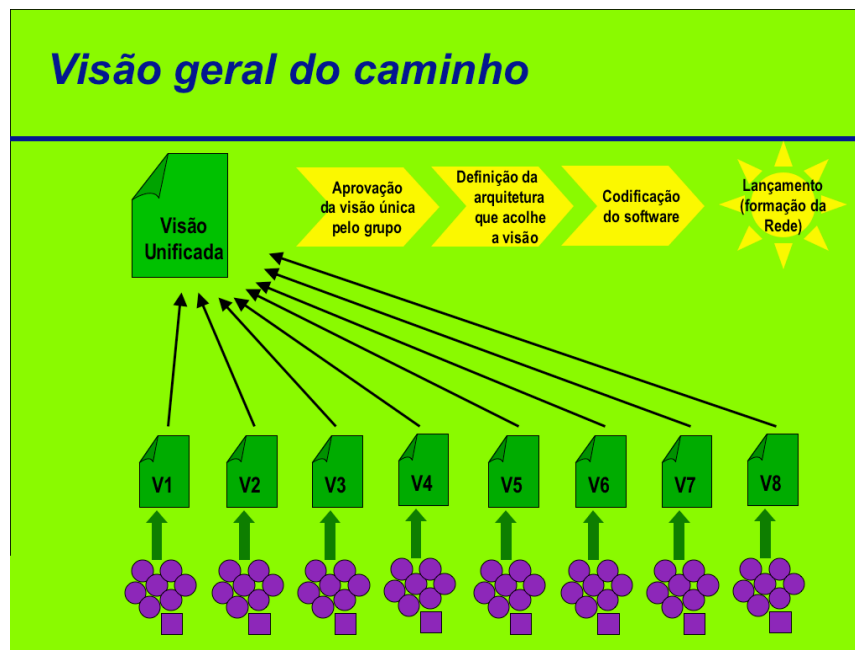 Visão geral do caminho
Visão
Unificada
Aprovação
da visão única
pelo grupo
Definição da
arquitetura
que acolhe
a visão
Codificação
do software
Lançamento
(formação da
Rede)
V1
V2
V3
V4
V5
V6
V7
V8